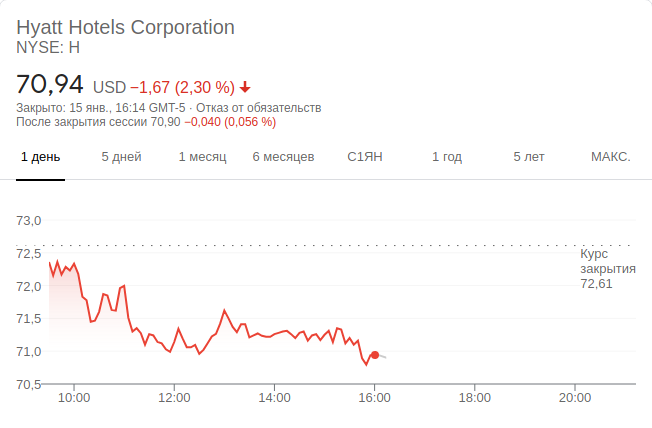 Hyatt Hotels Corporation
NYSE: H
70,94 USD −1,67 (2,30 %)
Закрыто: 15 янв., 16:14 GMT-5 · Отказ от обязательств
После закрытия сессии 70,90 −0,040 (0,056 %)
1 день 5 дней 1 месяц 6 месяцев С1ЯН 1 год 5 лет МАКС.
73,0
72,5
72,0
71,5
71,0
70,5
Курс
закрытия
72,61
10:00 12:00 14:00 16:00 18:00 20:00